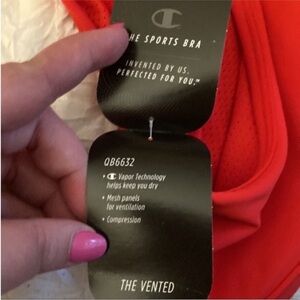 HE SPORTS BRA
INVENTED BY US.
PERFECTED FOR YOU.™
QB6632
• Vapor Technology
helps keep you dry
• Mesh panels
for ventilation
• Compression
THE VENTED